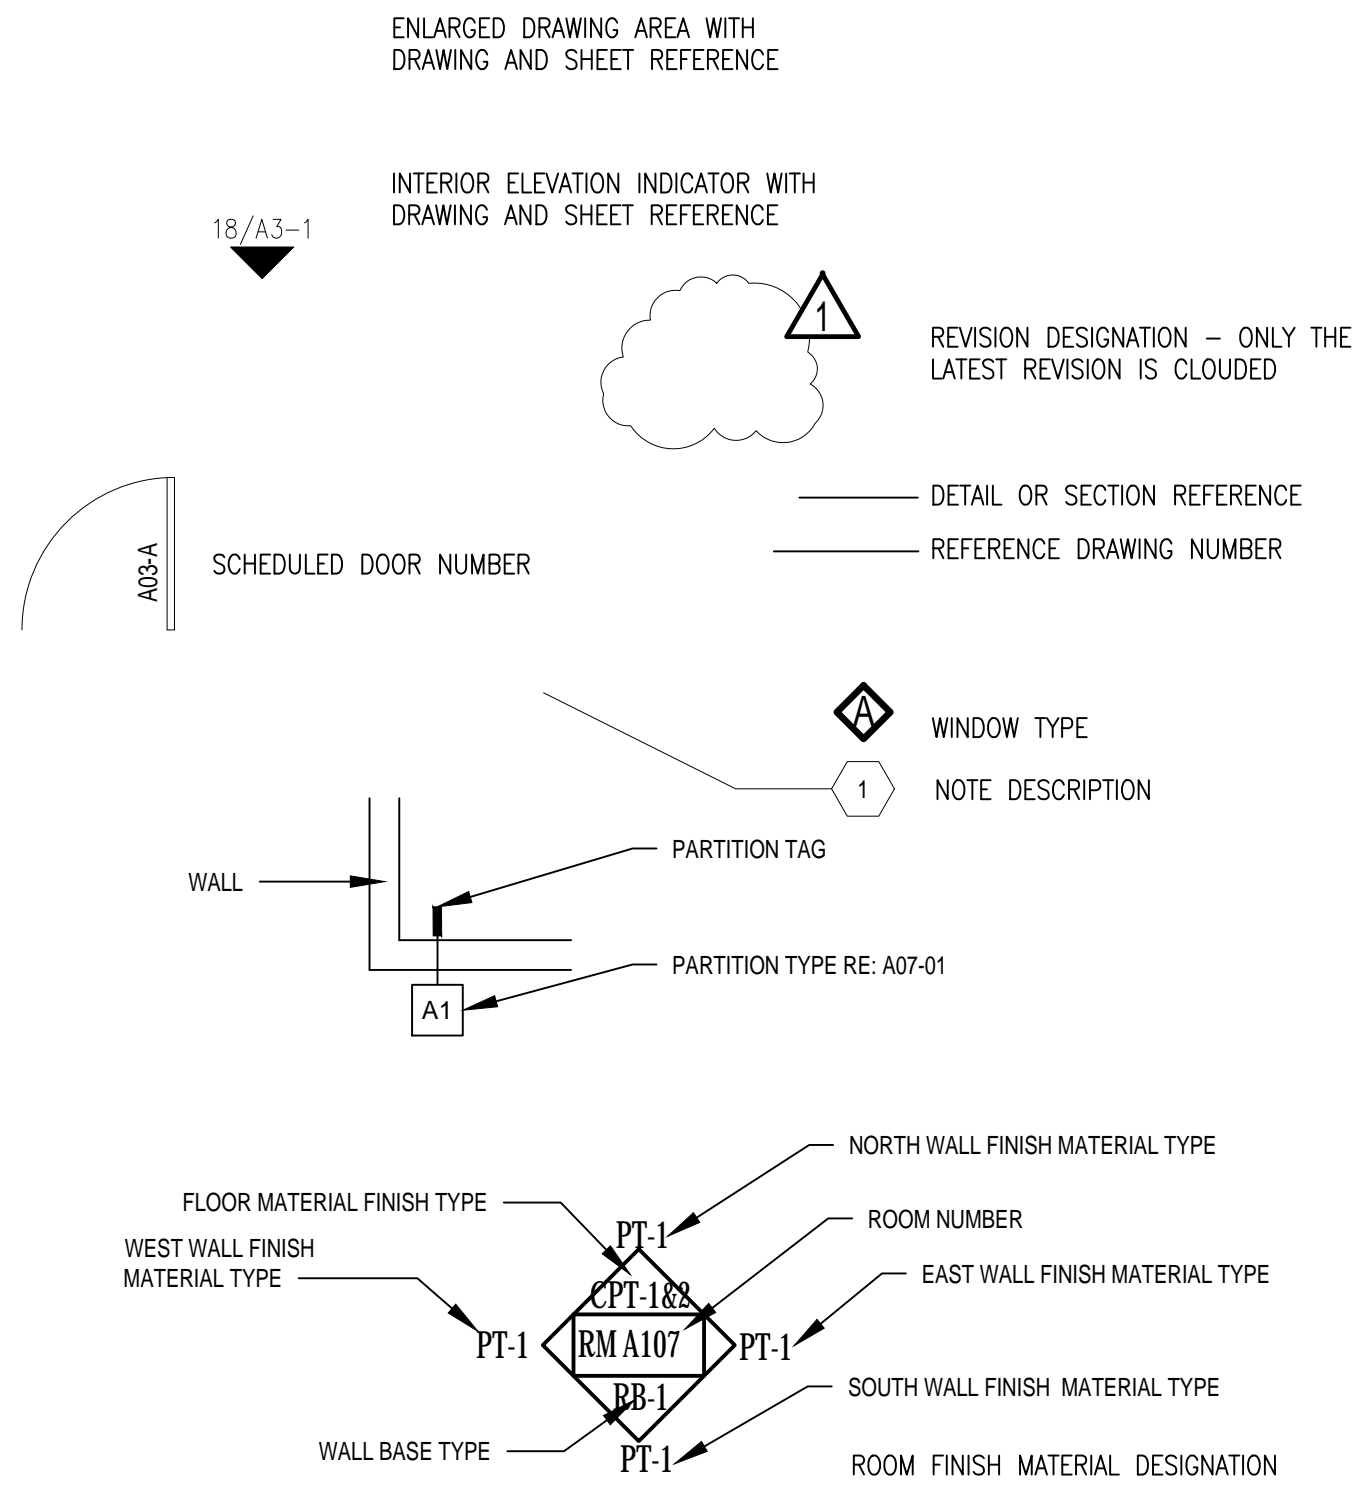 ENLARGED DRAWING AREA WITH
DRAWING AND SHEET REFERENCE
INTERIOR ELEVATION INDICATOR WITH
DRAWING AND SHEET REFERENCE
18/A3-1
1
REVISION DESIGNATION – ONLY THE
LATEST REVISION IS CLOUDED
DETAIL OR SECTION REFERENCE
REFERENCE DRAWING NUMBER
A03-A
SCHEDULED DOOR NUMBER
A
WINDOW TYPE
1
NOTE DESCRIPTION
PARTITION TAG
WALL
PARTITION TYPE RE: A07-01
A1
NORTH WALL FINISH MATERIAL TYPE
FLOOR MATERIAL FINISH TYPE
ROOM NUMBER
PT-1
WEST WALL FINISH
MATERIAL TYPE
EAST WALL FINISH MATERIAL TYPE
CPT-1&2
PT-1
RM A107
PT-1
RB-1
SOUTH WALL FINISH MATERIAL TYPE
WALL BASE TYPE
PT-1
ROOM FINISH MATERIAL DESIGNATION